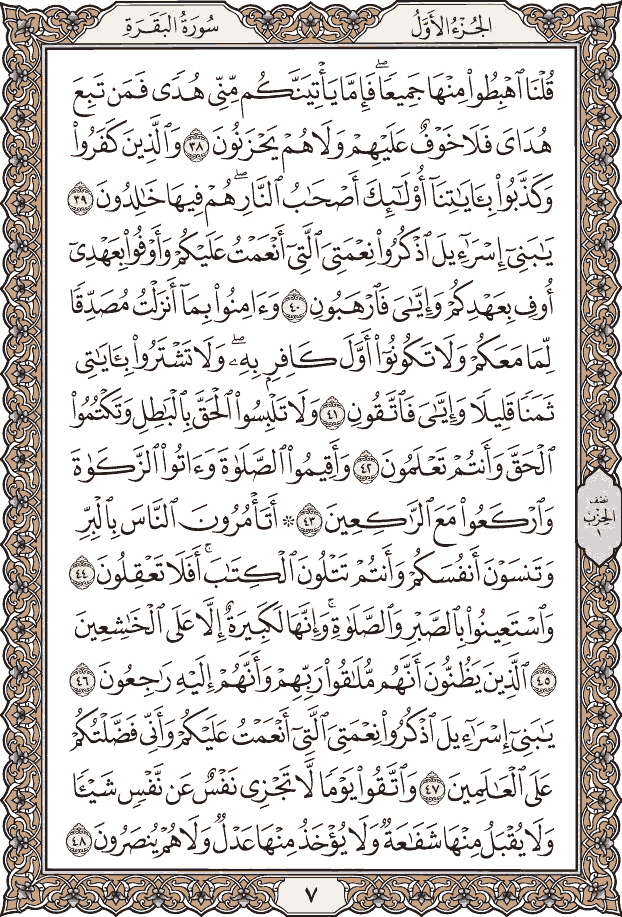 الجُزْءُ الأَوَّلُ
سُورَةُ البَقَرَةِ
قُلْنَا ٱهْبِطُوا۟ مِنْهَا جَمِيعًا ۖ فَإِمَّا يَأْتِيَنَّكُم مِّنِّى هُدًى فَمَن تَبِعَ
هُدَاىَ فَلَا خَوْفٌ عَلَيْهِمْ وَلَا هُمْ يَحْزَنُونَ ٣٨ وَٱلَّذِينَ كَفَرُوا۟
وَكَذَّبُوا۟ بِـَٔايَـٰتِنَآ أُو۟لَـٰٓئِكَ أَصْحَـٰبُ ٱلنَّارِ ۖ هُمْ فِيهَا خَـٰلِدُونَ ٣٩
يَـٰبَنِىٓ إِسْرَٰٓءِيلَ ٱذْكُرُوا۟ نِعْمَتِىَ ٱلَّتِىٓ أَنْعَمْتُ عَلَيْكُمْ وَأَوْفُوا۟ بِعَهْدِىٓ
أُوفِ بِعَهْدِكُمْ وَإِيَّـٰىَ فَٱرْهَبُونِ ٤٠ وَءَامِنُوا۟ بِمَآ أَنزَلْتُ مُصَدِّقًا
لِّمَا مَعَكُمْ وَلَا تَكُونُوٓا۟ أَوَّلَ كَافِرٍۭ بِهِۦ ۖ وَلَا تَشْتَرُوا۟ بِـَٔايَـٰتِى
ثَمَنًا قَلِيلًا وَإِيَّـٰىَ فَٱتَّقُونِ ٤١ وَلَا تَلْبِسُوا۟ ٱلْحَقَّ بِٱلْبَـٰطِلِ وَتَكْتُمُوا۟
ٱلْحَقَّ وَأَنتُمْ تَعْلَمُونَ ٤٢ وَأَقِيمُوا۟ ٱلصَّلَوٰةَ وَءَاتُوا۟ ٱلزَّكَوٰةَ
وَٱرْكَعُوا۟ مَعَ ٱلرَّٰكِعِينَ ٤٣ ۞ أَتَأْمُرُونَ ٱلنَّاسَ بِٱلْبِرِّ
نصف
الحزب
١
وَتَنسَوْنَ أَنفُسَكُمْ وَأَنتُمْ تَتْلُونَ ٱلْكِتَـٰبَ ۚ أَفَلَا تَعْقِلُونَ ٤٤
وَٱسْتَعِينُوا۟ بِٱلصَّبْرِ وَٱلصَّلَوٰةِ ۚ وَإِنَّهَا لَكَبِيرَةٌ إِلَّا عَلَى ٱلْخَـٰشِعِينَ
٤٥ ٱلَّذِينَ يَظُنُّونَ أَنَّهُم مُّلَـٰقُوا۟ رَبِّهِمْ وَأَنَّهُمْ إِلَيْهِ رَٰجِعُونَ ٤٦
يَـٰبَنِىٓ إِسْرَٰٓءِيلَ ٱذْكُرُوا۟ نِعْمَتِىَ ٱلَّتِىٓ أَنْعَمْتُ عَلَيْكُمْ وَأَنِّى فَضَّلْتُكُمْ
عَلَى ٱلْعَـٰلَمِينَ ٤٧ وَٱتَّقُوا۟ يَوْمًا لَّا تَجْزِى نَفْسٌ عَن نَّفْسٍ شَيْـًٔا
وَلَا يُقْبَلُ مِنْهَا شَفَـٰعَةٌ وَلَا يُؤْخَذُ مِنْهَا عَدْلٌ وَلَا هُمْ يُنصَرُونَ ٤٨
٧